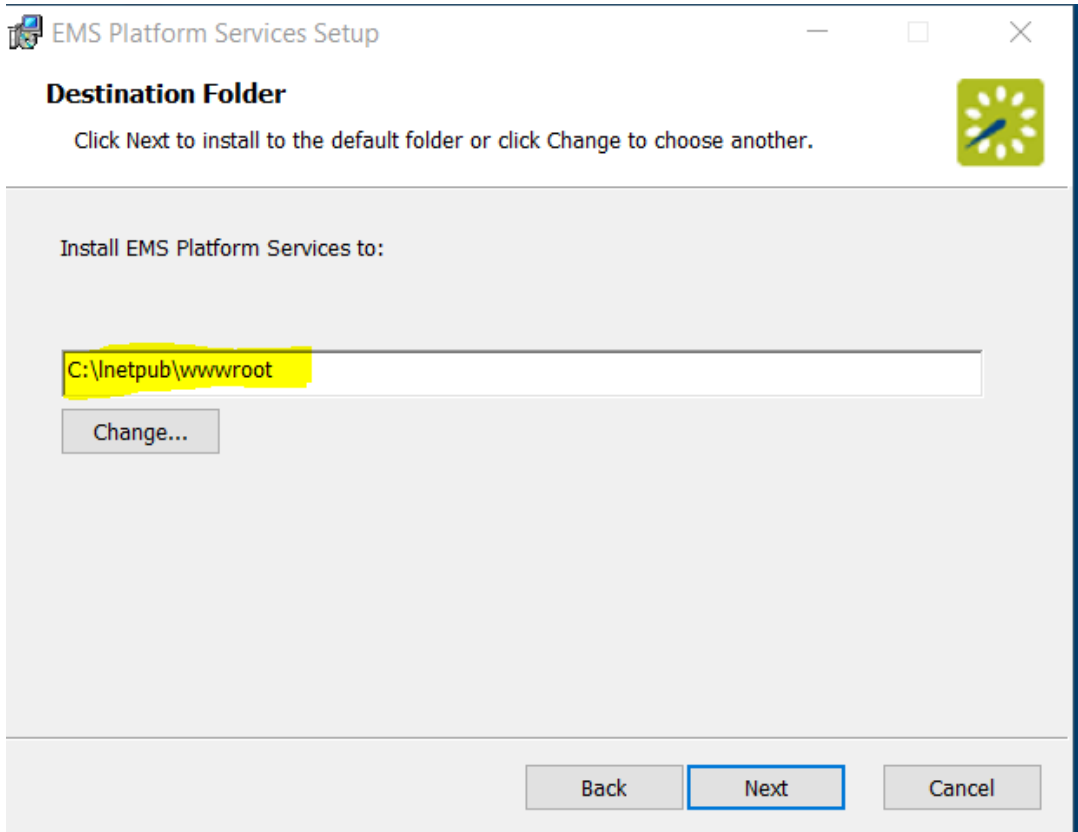 EMS Platform Services Setup
Destination Folder
Click Next to install to the default folder or click Change to choose another.
Install EMS Platform Services to:
C:\Inetpub\wwwroot
Change...
Back
Next
Cancel